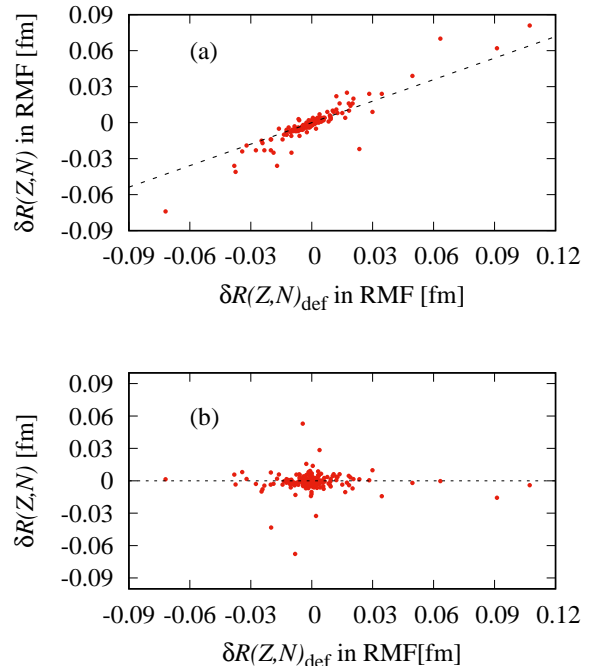 0.09
(a)
0.06
0.03
0
-0.03
-0.06
-0.09
δR(Z,N) in RMF [fm]
-0.09 -0.06 -0.03 0 0.03 0.06 0.09 0.12
δR(Z,N)def in RMF [fm]
0.09
0.06
(b)
0.03
0
-0.03
-0.06
-0.09
δR(Z,N) [fm]
-0.09 -0.06 -0.03 0 0.03 0.06 0.09 0.12
δR(Z,N)def in RMF[fm]